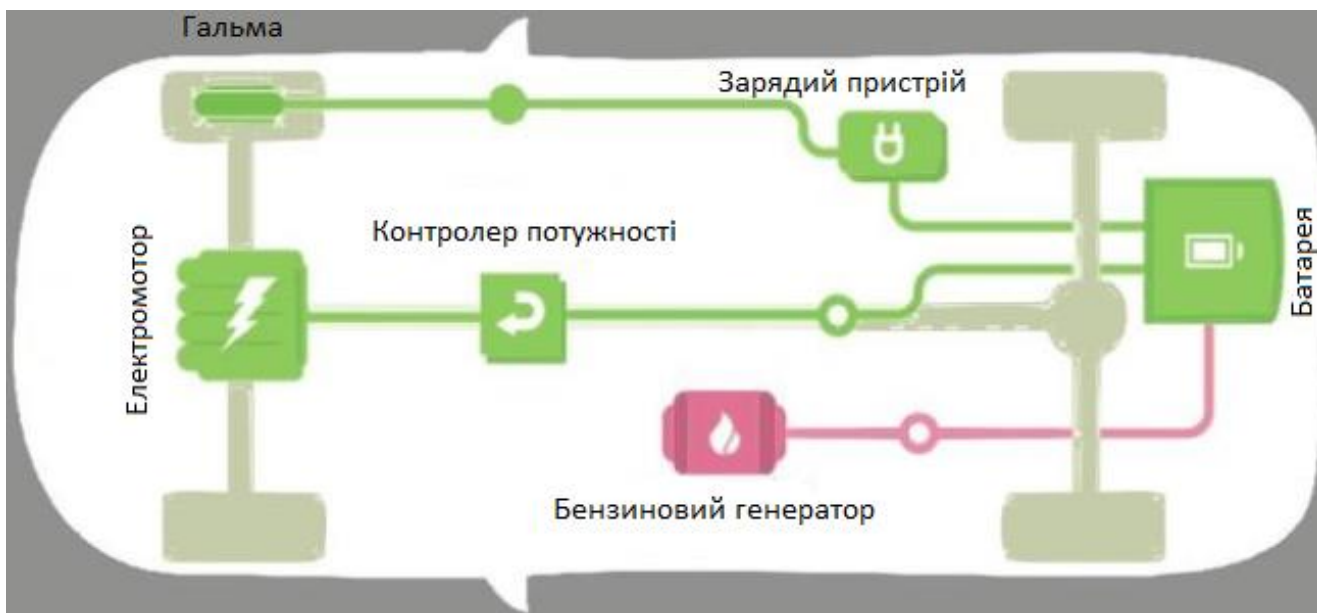 Гальма
Зарядий пристрій
Контролер потужності
Електромотор
Батарея
Бензиновий генератор